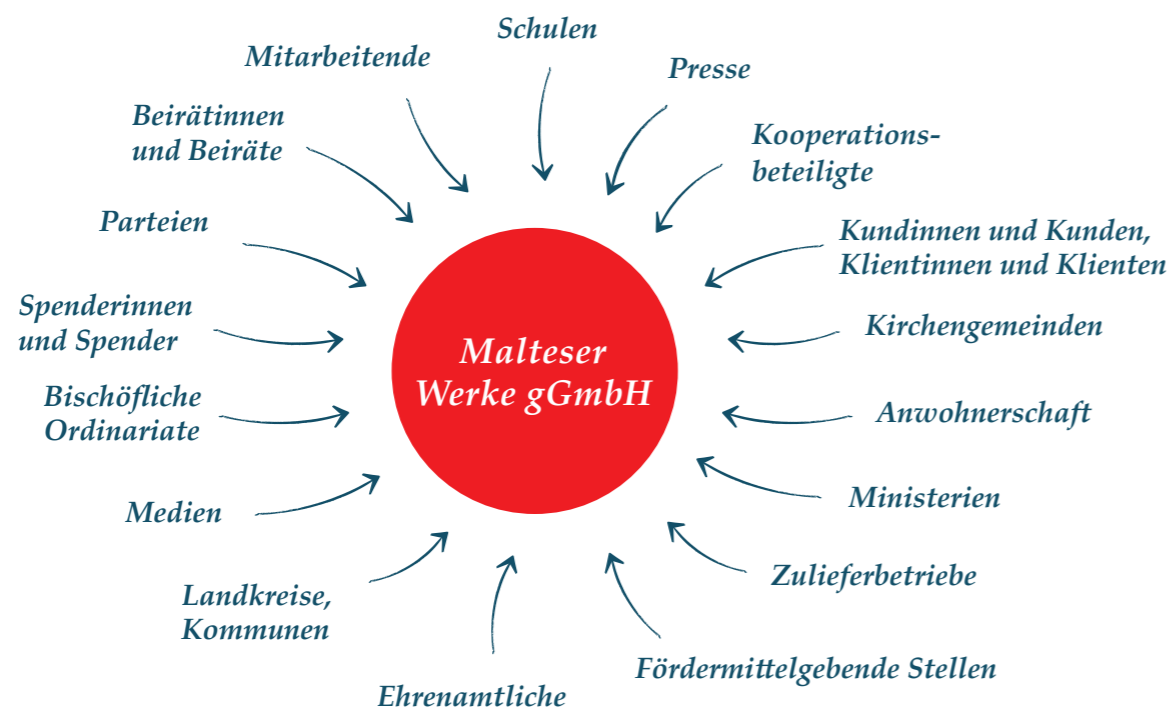 Schulen
Mitarbeitende
Presse
Beirätinnen
und Beiräte
Kooperations-
beteiligte
Parteien
Kundinnen und Kunden,
Klientinnen und Klienten
Spenderinnen
und Spender
Kirchengemeinden
Malteser
Werke gGmbH
Bischöfliche
Ordinariate
Anwohnerschaft
Medien
Ministerien
Zulieferbetriebe
Landkreise,
Kommunen
Fördermittelgebende Stellen
Ehrenamtliche